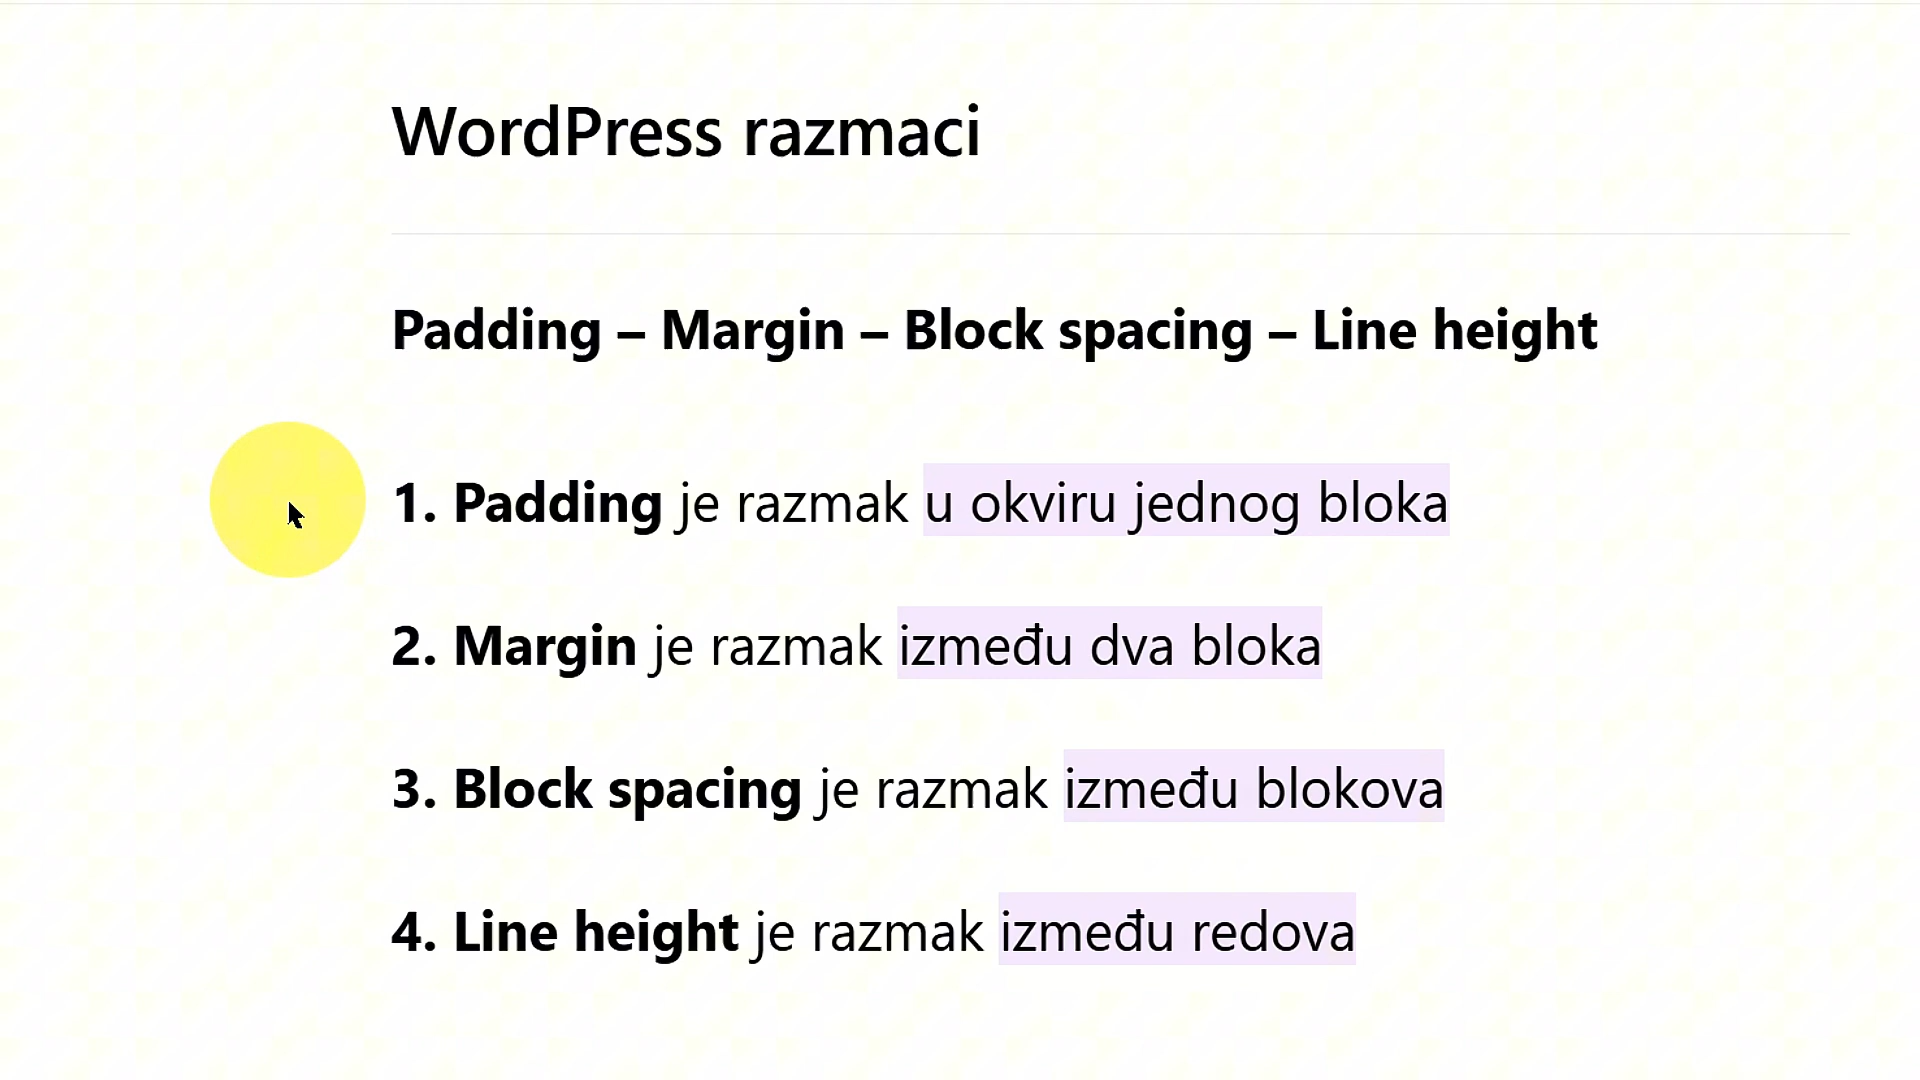 WordPress razmaci
Padding – Margin – Block spacing – Line height
1. Padding je razmak u okviru jednog bloka
2. Margin je razmak između dva bloka
3. Block spacing je razmak između blokova
4. Line height je razmak između redova